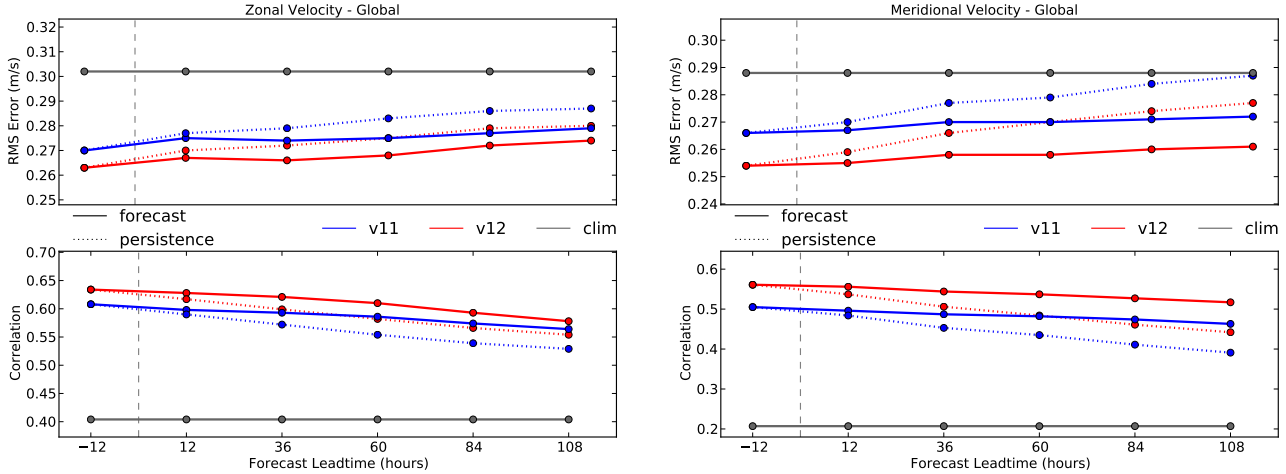 Zonal Velocity - Global
0.32
0.31
0.30
0.29
0.28
0.27
0.26
0.25
RMS Error (m/s)
forecast
persistence
v11
v12
clim
0.70
0.65
0.60
0.55
0.50
0.45
0.40
Correlation
−12
12
36
60
84
108
Forecast Leadtime (hours)
Meridional Velocity - Global
0.30
0.29
0.28
0.27
0.26
0.25
0.24
RMS Error (m/s)
forecast
persistence
v11
v12
clim
0.6
0.5
0.4
0.3
0.2
Correlation
−12
12
36
60
84
108
Forecast Leadtime (hours)